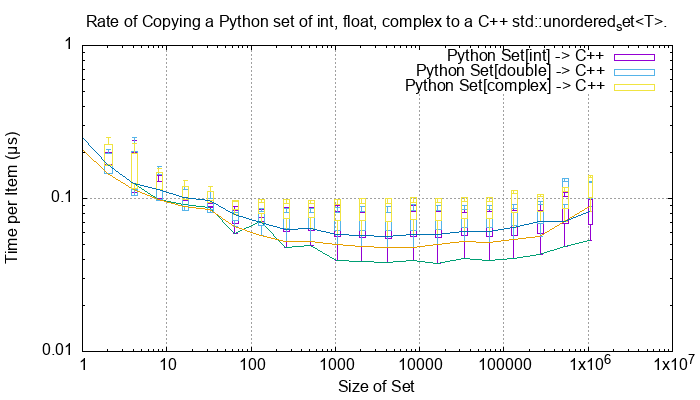 Rate of Copying a Python set of int, float, complex to a C++ std::unordered_set<T>.
Python Set[int] -> C++
Python Set[double] -> C++
Python Set[complex] -> C++
Time per Item (µs)
1
0.1
0.01
1 10 100 1000 10000 100000 1x10^6 1x10^7
Size of Set